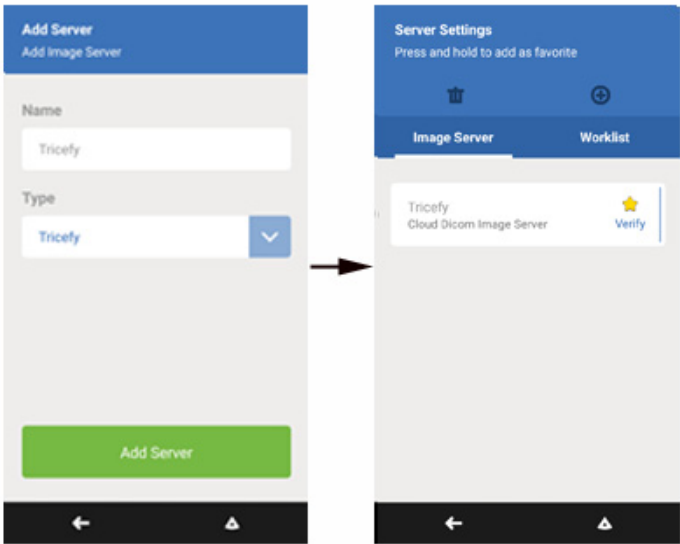 Add Server
Add Image Server
Name
Tricefy
Type
Tricefy
Add Server
Server Settings
Press and hold to add as favorite
Image Server
Worklist
Tricefy
Cloud Dicom Image Server
Verify